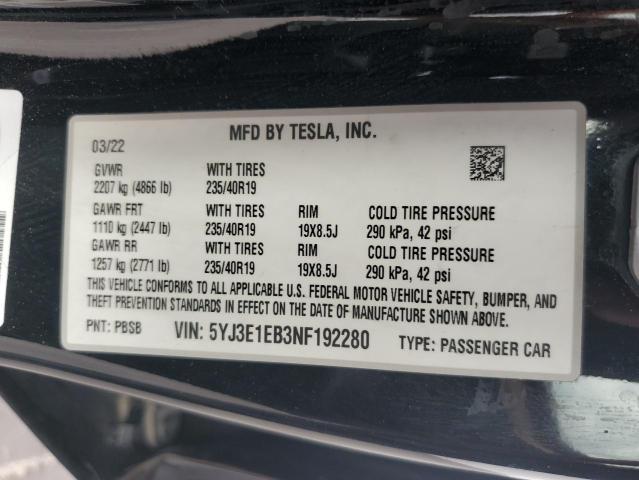 MFD BY TESLA, INC.
03/22
GVWR WITH TIRES
2207 kg (4866 lb) 235/40R19
GAWR FRT WITH TIRES RIM COLD TIRE PRESSURE
1110 kg (2447 lb) 235/40R19 19X8.5J 290 kPa, 42 psi
GAWR RR WITH TIRES RIM COLD TIRE PRESSURE
1257 kg (2771 lb) 235/40R19 19X8.5J 290 kPa, 42 psi
THIS VEHICLE CONFORMS TO ALL APPLICABLE U.S. FEDERAL MOTOR VEHICLE SAFETY, BUMPER, AND
THEFT PREVENTION STANDARDS IN EFFECT ON THE DATE OF MANUFACTURE SHOWN ABOVE.
PNT: PBSB VIN: 5YJ3E1EB3NF192280 TYPE: PASSENGER CAR